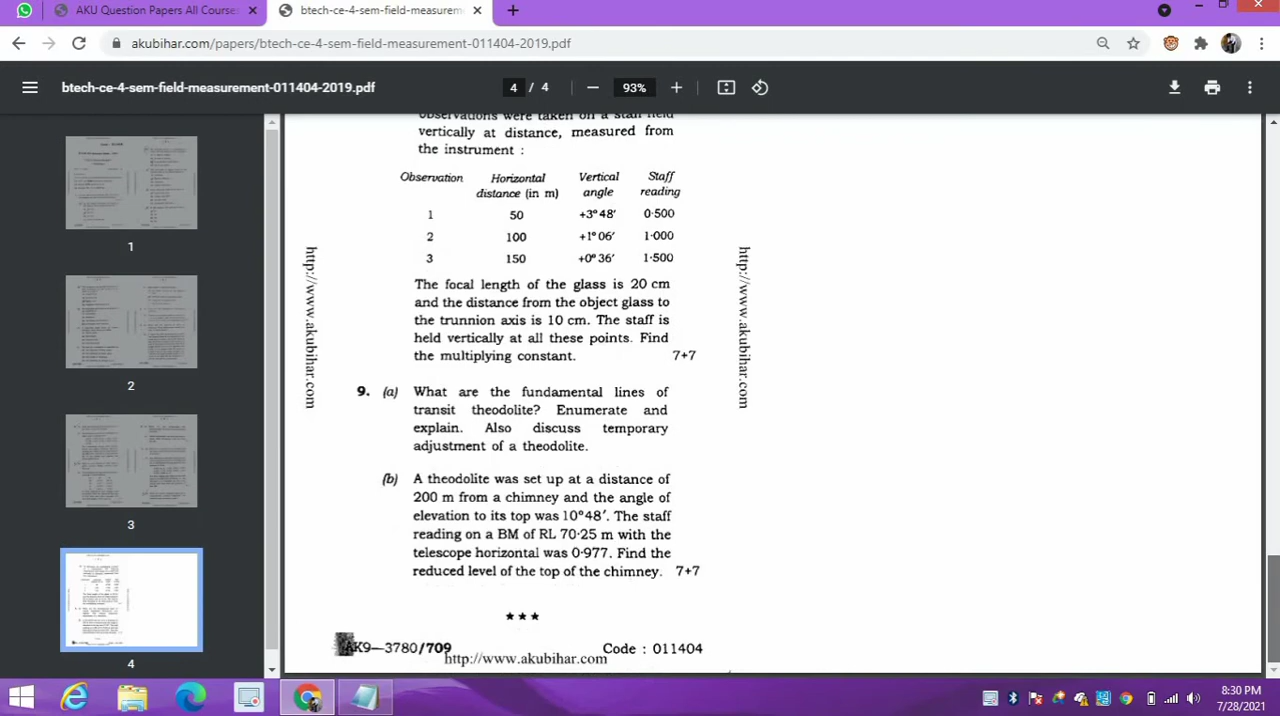 AKU Question Papers All Course
btech-ce-4-sem-field-measurem
akubihar.com/papers/btech-ce-4-sem-field-measurement-011404-2019.pdf
btech-ce-4-sem-field-measurement-011404-2019.pdf
4 / 4
93%
1
2
3
4
observations were taken on a staff held
vertically at distance, measured from
the instrument :
Observation Horizontal distance (in m) Vertical angle Staff reading
1 50 +3°48′ 0·500
2 100 +1°06′ 1·000
3 150 +0°36′ 1·500
The focal length of the glass is 20 cm
and the distance from the object glass to
the trunnion axis is 10 cm. The staff is
held vertically at all these points. Find
the multiplying constant. 7+7
9. (a) What are the fundamental lines of
transit theodolite? Enumerate and
explain. Also discuss temporary
adjustment of a theodolite.
(b) A theodolite was set up at a distance of
200 m from a chimney and the angle of
elevation to its top was 10°48′. The staff
reading on a BM of RL 70·25 m with the
telescope horizontal was 0·977. Find the
reduced level of the top of the chimney. 7+7
★★★
AK9—3780/709 Code : 011404
http://www.akubihar.com
http://www.akubihar.com
http://www.akubihar.com
8:30 PM
7/28/2021